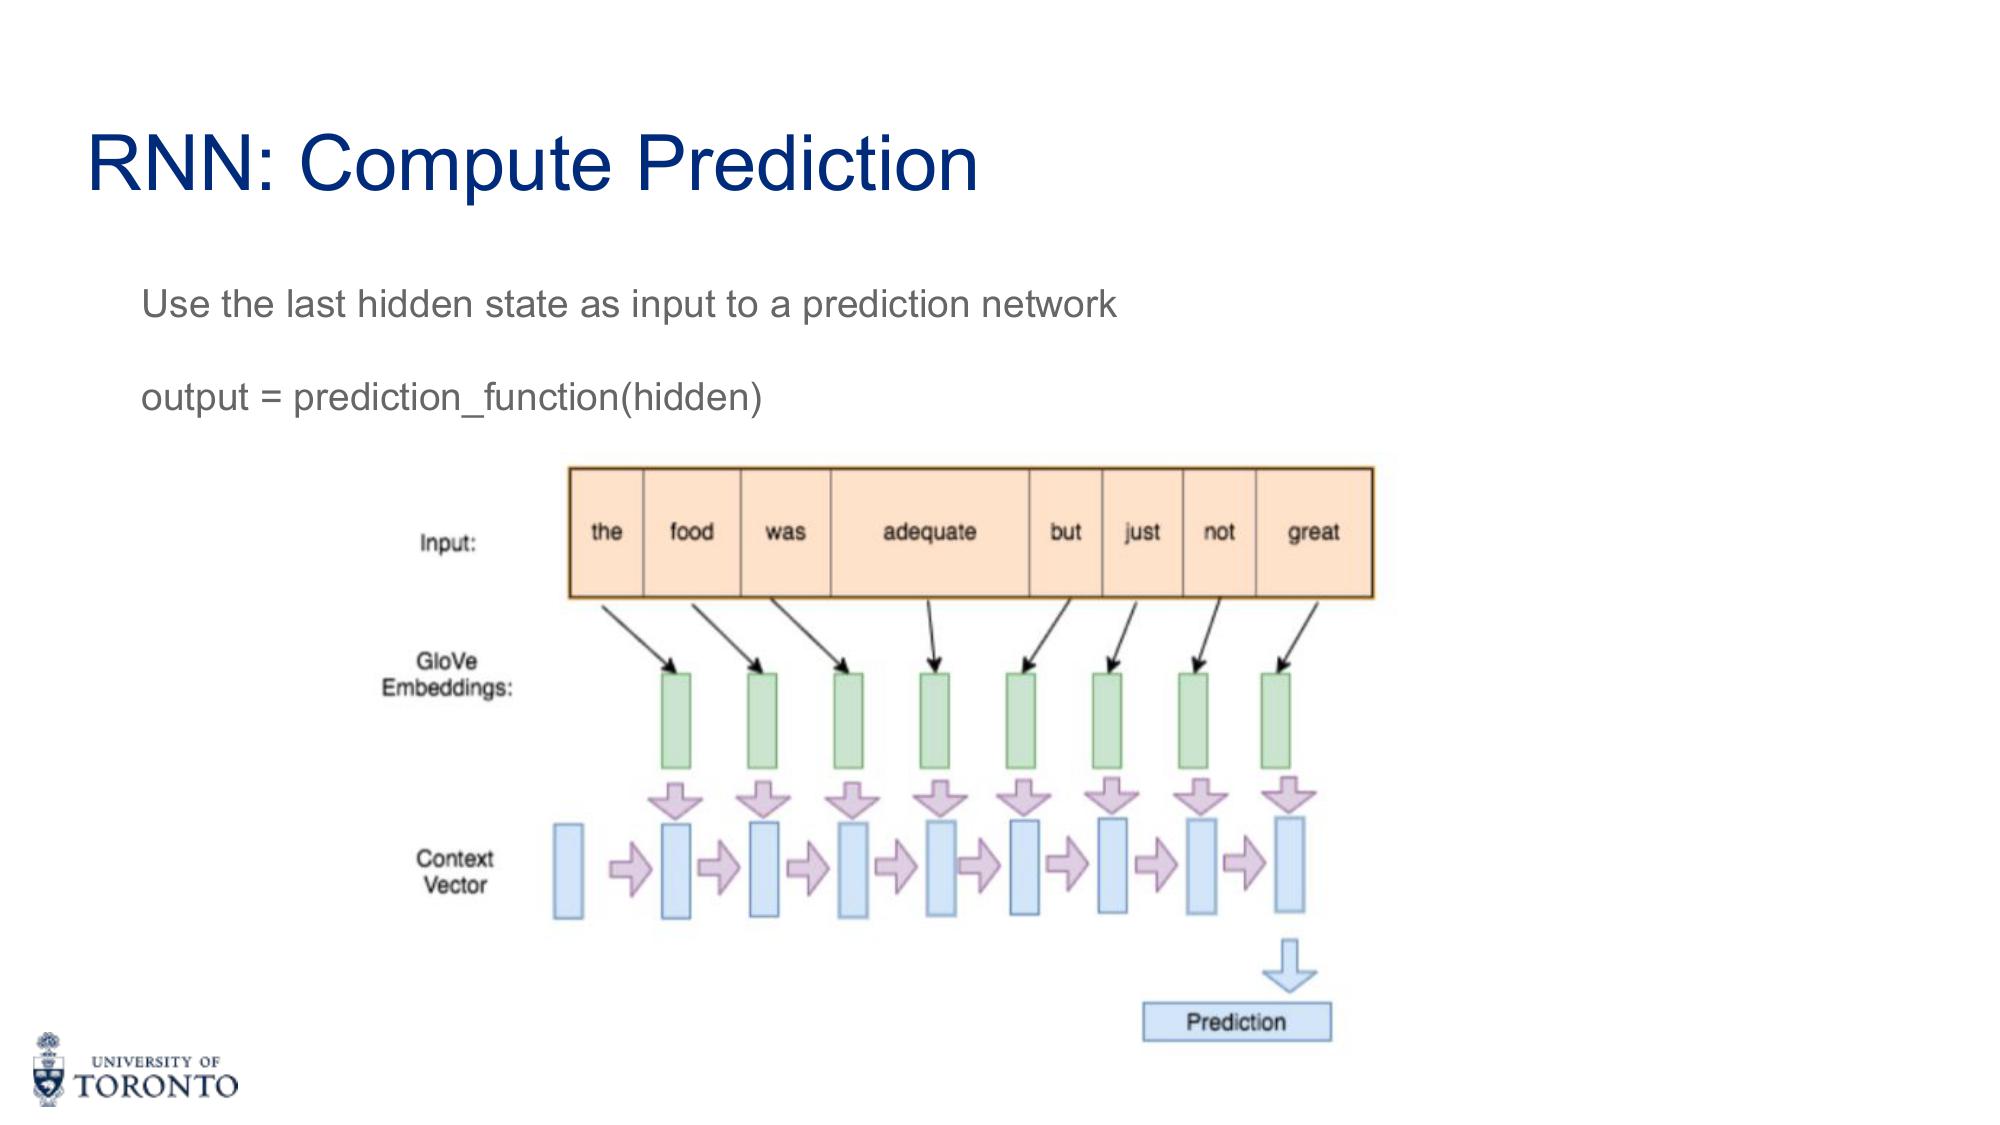 RNN: Compute Prediction
Use the last hidden state as input to a prediction network
output = prediction_function(hidden)
Input:
the food was adequate but just not great
GloVe
Embeddings:
Context
Vector
Prediction
UNIVERSITY OF
TORONTO